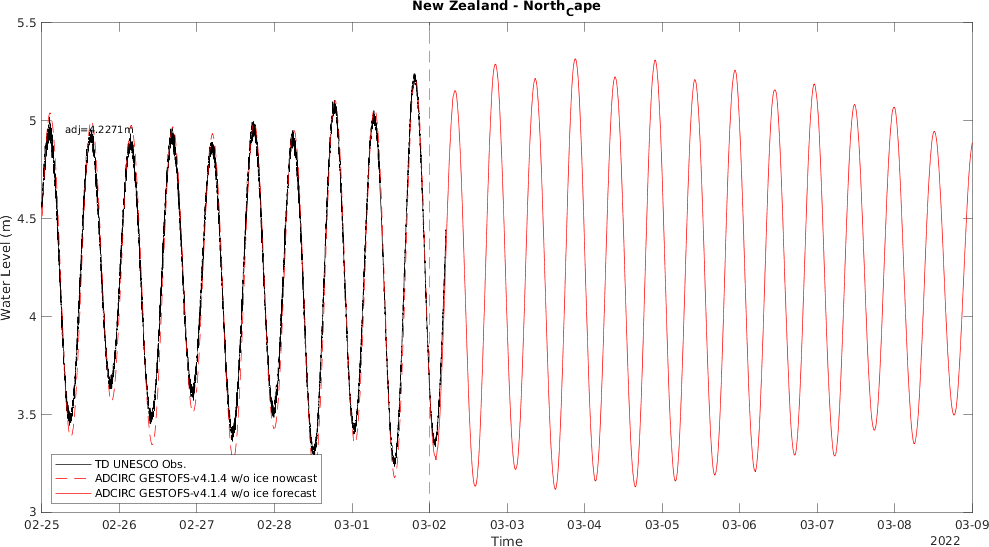 New Zealand - NorthCape
5.5
5
4.5
4
3.5
3
Water Level (m)
adj=4.2271m
TD UNESCO Obs.
ADCIRC GESTOFS-v4.1.4 w/o ice nowcast
ADCIRC GESTOFS-v4.1.4 w/o ice forecast
02-25 02-26 02-27 02-28 03-01 03-02 03-03 03-04 03-05 03-06 03-07 03-08 03-09
Time
2022